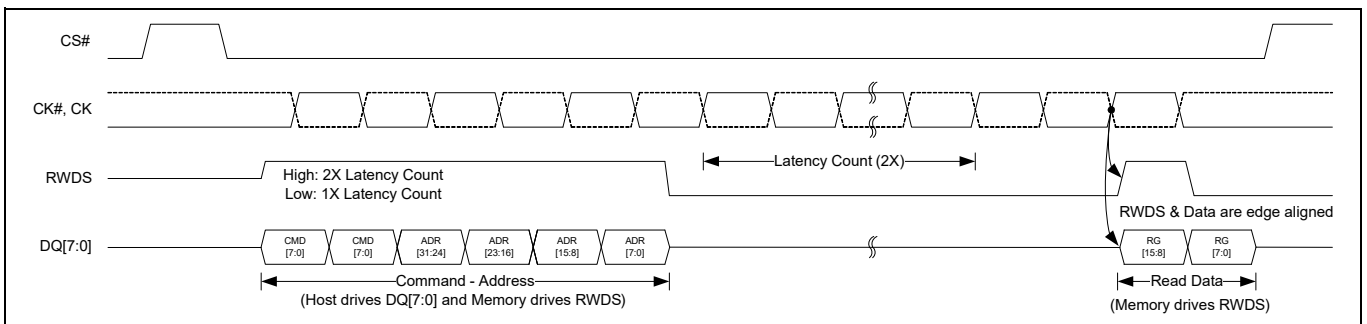 CS#
CK#, CK
Latency Count (2X)
RWDS
High: 2X Latency Count
Low: 1X Latency Count
RWDS & Data are edge aligned
DQ[7:0]
CMD
[7:0]
CMD
[7:0]
ADR
[31:24]
ADR
[23:16]
ADR
[15:8]
ADR
[7:0]
RG
[15:8]
RG
[7:0]
Command - Address
(Host drives DQ[7:0] and Memory drives RWDS)
Read Data
(Memory drives RWDS)